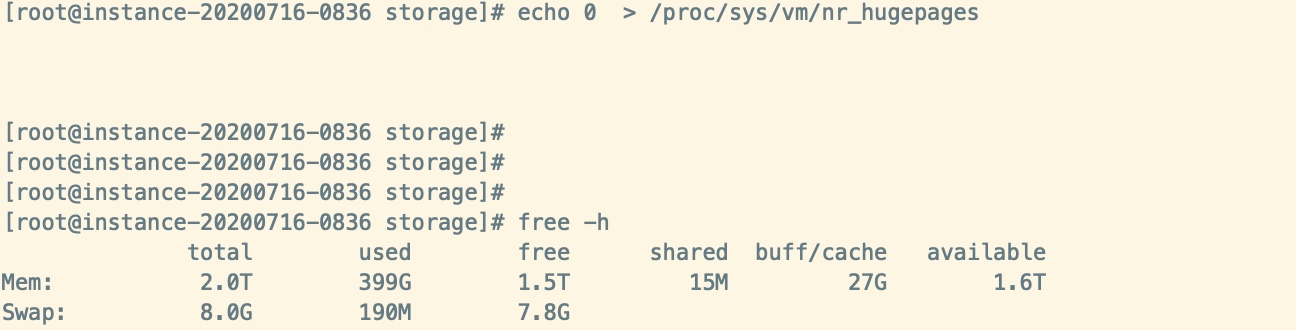 [root@instance-20200716-0836 storage]# echo 0  > /proc/sys/vm/nr_hugepages
[root@instance-20200716-0836 storage]#
[root@instance-20200716-0836 storage]#
[root@instance-20200716-0836 storage]#
[root@instance-20200716-0836 storage]# free -h
              total        used        free      shared  buff/cache   available
Mem:           2.0T        399G        1.5T         15M         27G        1.6T
Swap:          8.0G        190M        7.8G